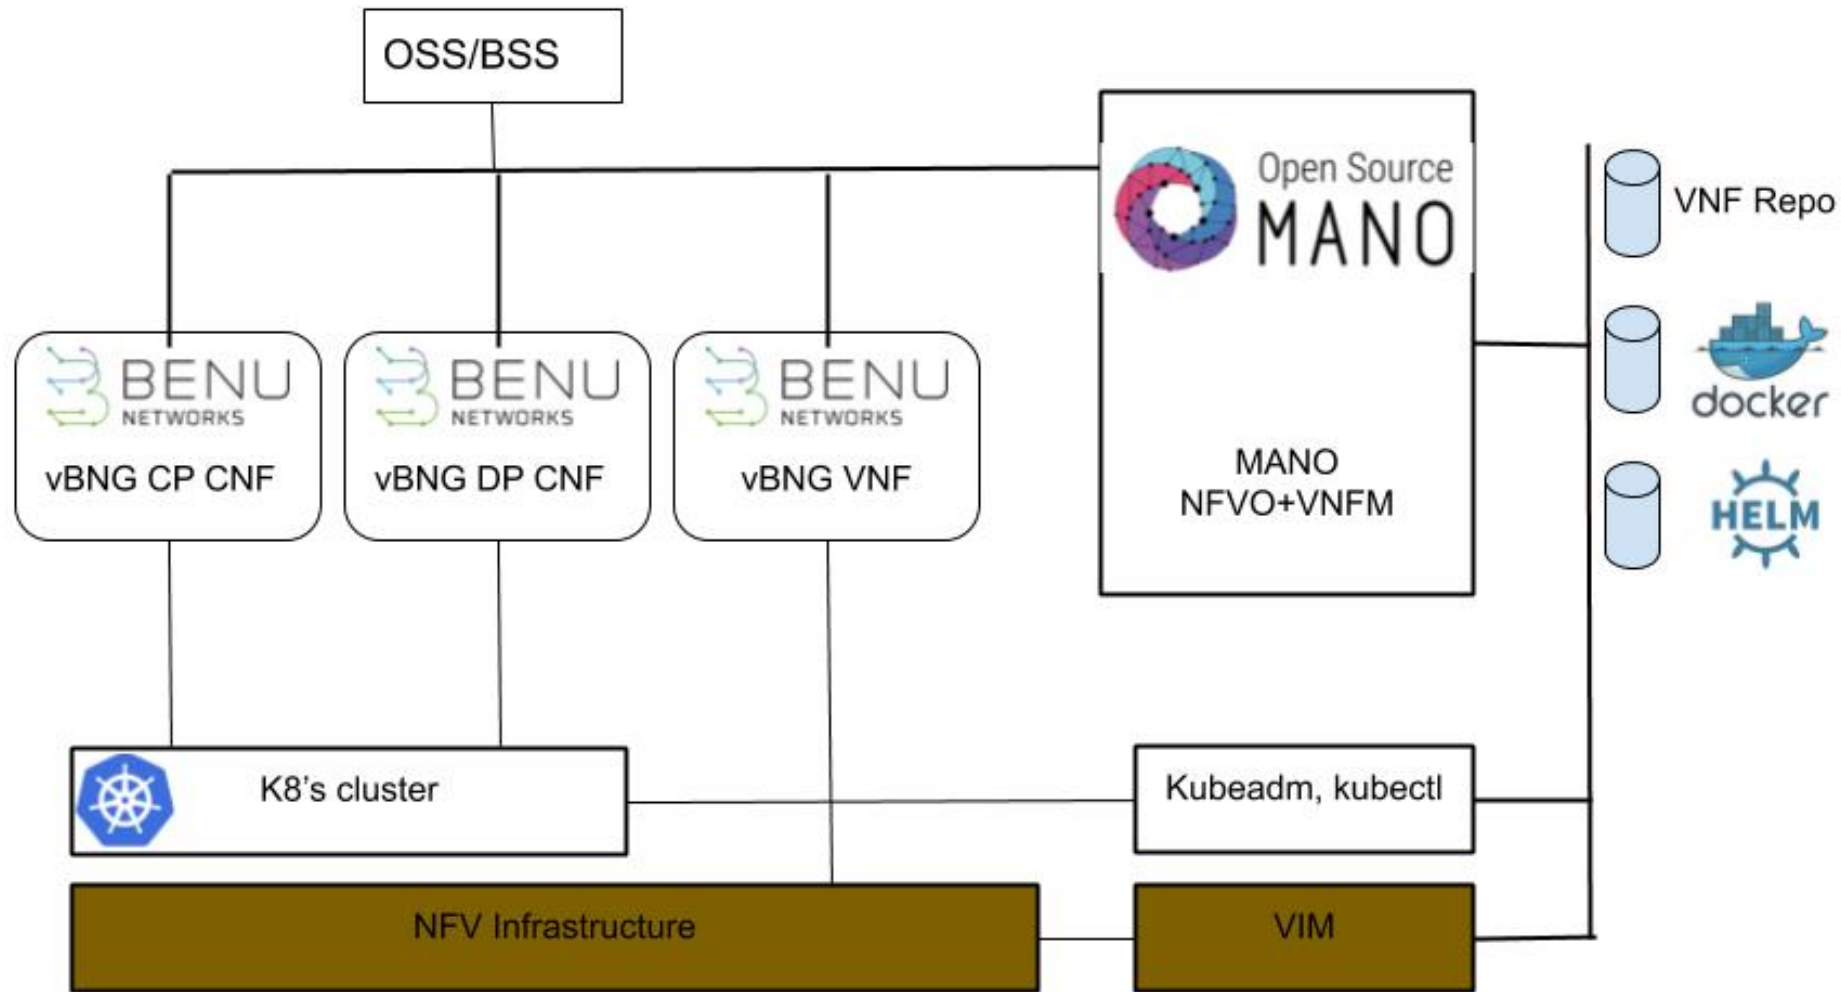 OSS/BSS
Open Source
MANO
VNF Repo
docker
HELM
BENU
NETWORKS
vBNG CP CNF
BENU
NETWORKS
vBNG DP CNF
BENU
NETWORKS
vBNG VNF
MANO
NFVO+VNFM
K8's cluster
Kubeadm, kubectl
NFV Infrastructure
VIM